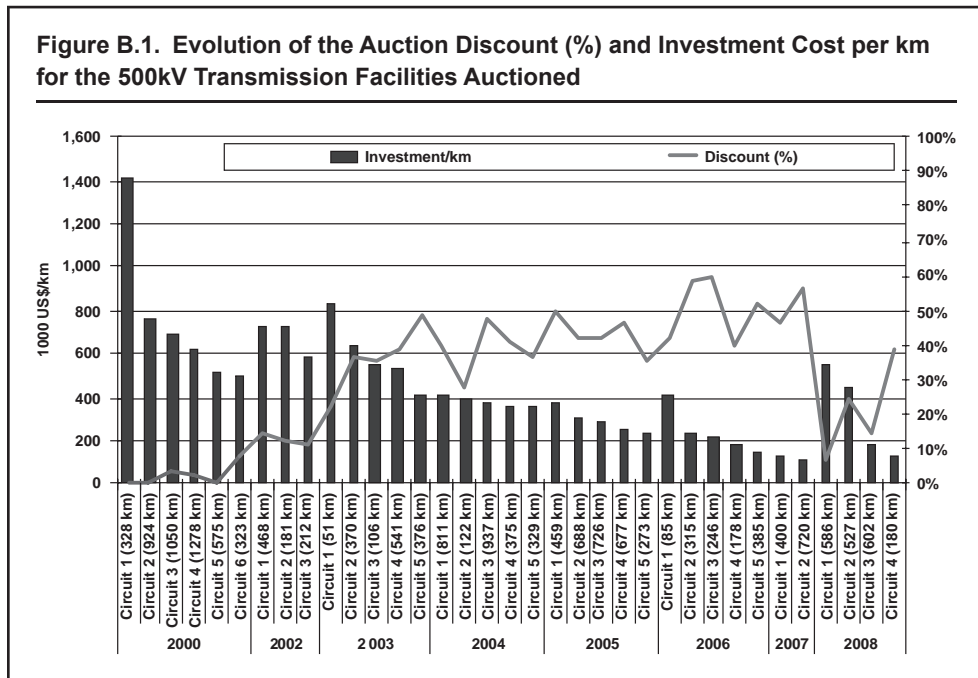 Figure B.1. Evolution of the Auction Discount (%) and Investment Cost per km
for the 500kV Transmission Facilities Auctioned
1000 US$/km
1,600
1,400
1,200
1,000
800
600
400
200
0
Investment/km
Discount (%)
100%
90%
80%
70%
60%
50%
40%
30%
20%
10%
0%
Circuit 1 (328 km)
Circuit 2 (924 km)
Circuit 3 (1050 km)
Circuit 4 (1278 km)
Circuit 5 (575 km)
Circuit 6 (323 km)
Circuit 1 (468 km)
Circuit 2 (181 km)
Circuit 3 (212 km)
Circuit 1 (51 km)
Circuit 2 (370 km)
Circuit 3 (1106 km)
Circuit 4 (541 km)
Circuit 5 (376 km)
Circuit 1 (811 km)
Circuit 2 (122 km)
Circuit 3 (937 km)
Circuit 4 (375 km)
Circuit 5 (329 km)
Circuit 1 (459 km)
Circuit 2 (688 km)
Circuit 3 (726 km)
Circuit 4 (677 km)
Circuit 5 (273 km)
Circuit 1 (85 km)
Circuit 2 (315 km)
Circuit 3 (246 km)
Circuit 4 (1718 km)
Circuit 5 (385 km)
Circuit 1 (400 km)
Circuit 2 (720 km)
Circuit 1 (586 km)
Circuit 2 (527 km)
Circuit 3 (602 km)
Circuit 4 (180 km)
2000
2002
2 003
2004
2005
2006
2007
2008